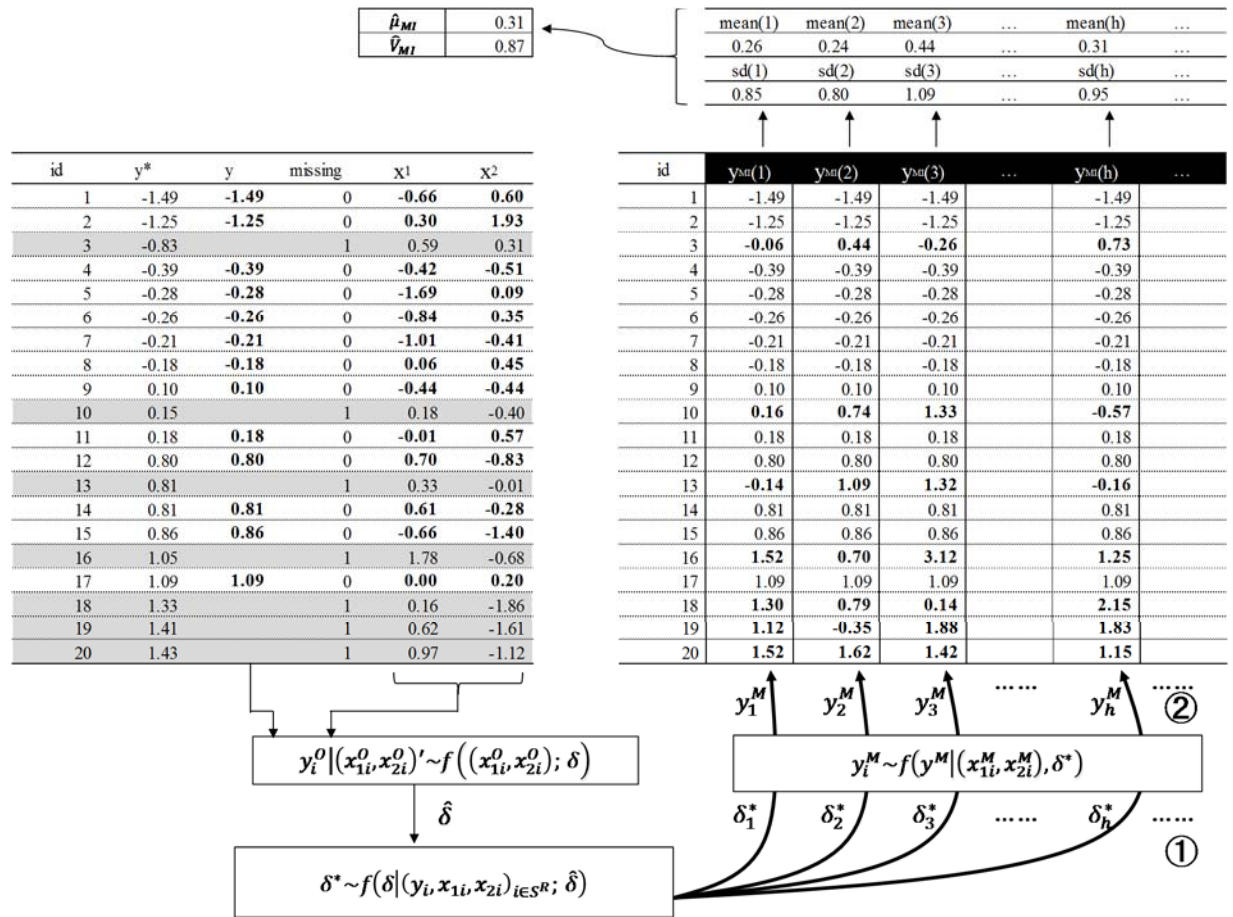 μ̂_MI 0.31
V̂_MI 0.87
mean(1) mean(2) mean(3) ... mean(h) ...
0.26 0.24 0.44 ... 0.31 ...
sd(1) sd(2) sd(3) sd(h)
0.85 0.80 1.09 ... 0.95 ...
id y* y missing x1 x2
1 -1.49 -1.49 0 -0.66 0.60
2 -1.25 -1.25 0 0.30 1.93
3 -0.83 1 0.59 0.31
4 -0.39 -0.39 0 -0.42 -0.51
5 -0.28 -0.28 0 -1.69 0.09
6 -0.26 -0.26 0 -0.84 0.35
7 -0.21 -0.21 0 -1.01 -0.41
8 -0.18 -0.18 0 0.06 0.45
9 0.10 0.10 0 -0.44 -0.44
10 0.15 1 0.18 -0.40
11 0.18 0.18 0 -0.01 0.57
12 0.80 0.80 0 0.70 -0.83
13 0.81 1 0.33 -0.01
14 0.81 0.81 0 0.61 -0.28
15 0.86 0.86 0 -0.66 -1.40
16 1.05 1 1.78 -0.68
17 1.09 1.09 0 0.00 0.20
18 1.33 1 0.16 -1.86
19 1.41 1 0.62 -1.61
20 1.43 1 0.97 -1.12
id yMI(1) yMI(2) yMI(3) ... yMI(h) ...
1 -1.49 -1.49 -1.49 -1.49
2 -1.25 -1.25 -1.25 -1.25
3 -0.06 0.44 -0.26 0.73
4 -0.39 -0.39 -0.39 -0.39
5 -0.28 -0.28 -0.28 -0.28
6 -0.26 -0.26 -0.26 -0.26
7 -0.21 -0.21 -0.21 -0.21
8 -0.18 -0.18 -0.18 -0.18
9 0.10 0.10 0.10 0.10
10 0.16 0.74 1.33 -0.57
11 0.18 0.18 0.18 0.18
12 0.80 0.80 0.80 0.80
13 -0.14 1.09 1.32 -0.16
14 0.81 0.81 0.81 0.81
15 0.86 0.86 0.86 0.86
16 1.52 0.70 3.12 1.25
17 1.09 1.09 1.09 1.09
18 1.30 0.79 0.14 2.15
19 1.12 -0.35 1.88 1.83
20 1.52 1.62 1.42 1.15
y_1^M y_2^M y_3^M …… y_h^M …… ②
y_i^O|(x_{1i}^O,x_{2i}^O)'~f((x_{1i}^O,x_{2i}^O); δ)
y_i^M~f(y^M|(x_{1i}^M,x_{2i}^M),δ*)
δ̂
δ_1^* δ_2^* δ_3^* …… δ_h^* …… ①
δ*~f(δ|(y_i,x_{1i},x_{2i})_{i∈S^R}; δ̂)